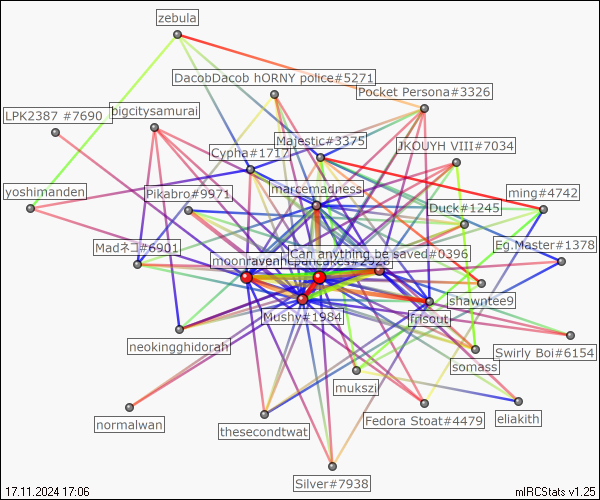 zebula
DacobDacob hORNY police#5271
Pocket Persona#3326
LPK2387 #7690
bigcitysamurai
Majestic#3375
JKOUYH VIII#7034
Cypha#1717
yoshimanden
Pikabro#9971
marcemadness
ming#4742
Duck#1245
Madネコ#6901
Eg.Master#1378
moonraven
Can anything be saved#0396
shawntee9
Mushy#1984
frisout
neokingghidorah
Swirly Boi#6154
somass
mukszi
normalwan
thesecondtwat
Fedora Stoat#4479
eliakith
Silver#7938
17.11.2024 17:06
mIRCStats v1.25